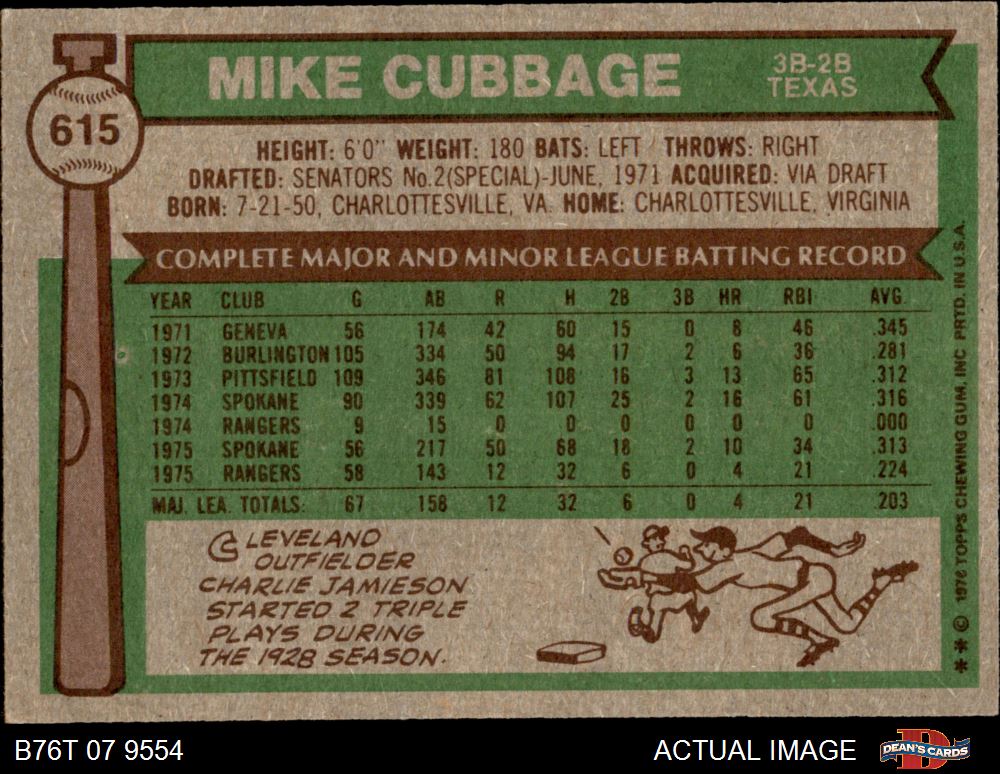 615
MIKE CUBBAGE
3B-2B
TEXAS
HEIGHT: 6'0" WEIGHT: 180 BATS: LEFT THROWS: RIGHT
DRAFTED: SENATORS No.2(SPECIAL)-JUNE, 1971 ACQUIRED: VIA DRAFT
BORN: 7-21-50, CHARLOTTESVILLE, VA. HOME: CHARLOTTESVILLE, VIRGINIA
COMPLETE MAJOR AND MINOR LEAGUE BATTING RECORD
YEAR CLUB G AB R H 2B 3B HR RBI AVG.
1971 GENEVA 56 174 42 60 15 0 8 46 .345
1972 BURLINGTON 105 334 50 94 17 2 6 36 .281
1973 PITTSFIELD 109 346 81 108 16 3 13 65 .312
1974 SPOKANE 90 339 62 107 25 2 16 61 .316
1974 RANGERS 9 15 0 0 0 0 0 0 .000
1975 SPOKANE 56 217 50 68 18 2 10 34 .313
1975 RANGERS 58 143 12 32 6 0 4 21 .224
MAJ. LEA. TOTALS: 67 158 12 32 6 0 4 21 .203
CLEVELAND
OUTFIELDER
CHARLIE JAMIESON
STARTED 2 TRIPLE
PLAYS DURING
THE 1928 SEASON.
** © 1976 TOPPS CHEWING GUM, INC PRTD. IN U.S.A.
B76T 07 9554
ACTUAL IMAGE
DEAN'S CARDS